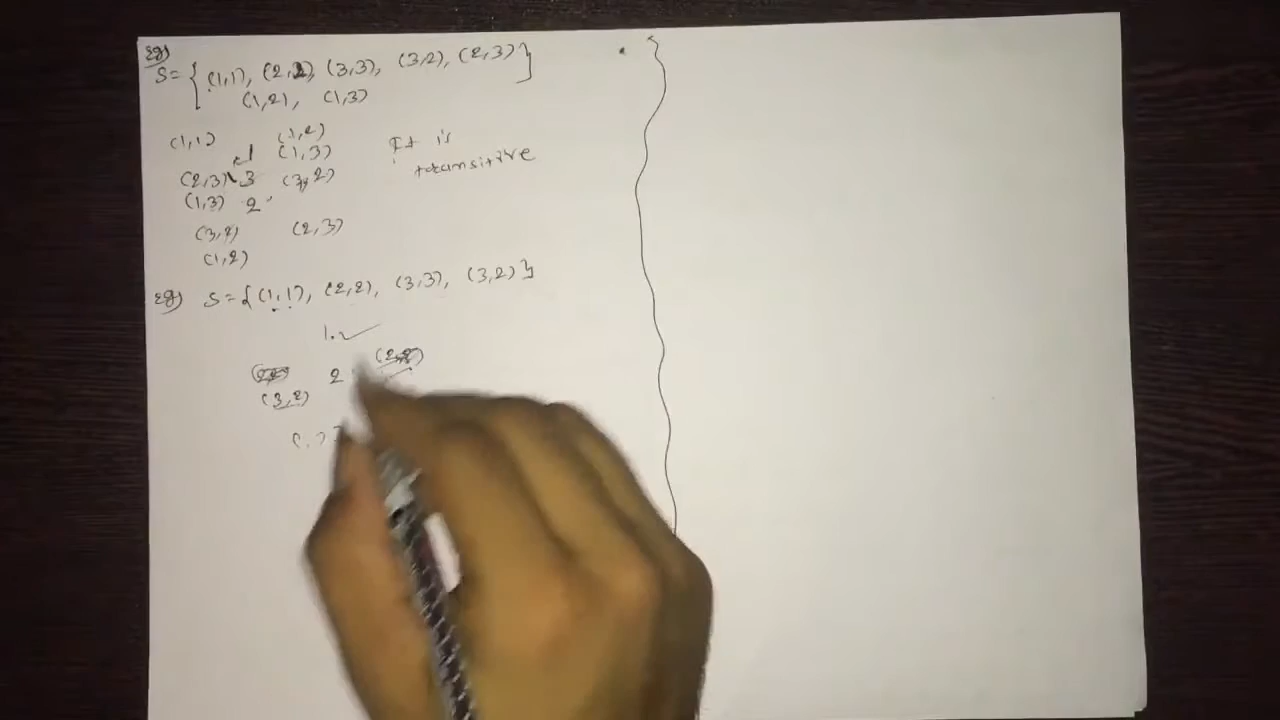 Eg)
S = { (1,1), (2,2), (3,3), (3,2), (2,3) }
(1,2), (1,3)
(1,1) (1,2)
(1,3) It is
transitive
(2,3) 3 (3,2)
(1,3) 2
(3,2) (2,3)
(1,2)
Eg) S = { (1,1), (2,2), (3,3), (3,2) }
1. ✓
2
(3,2)